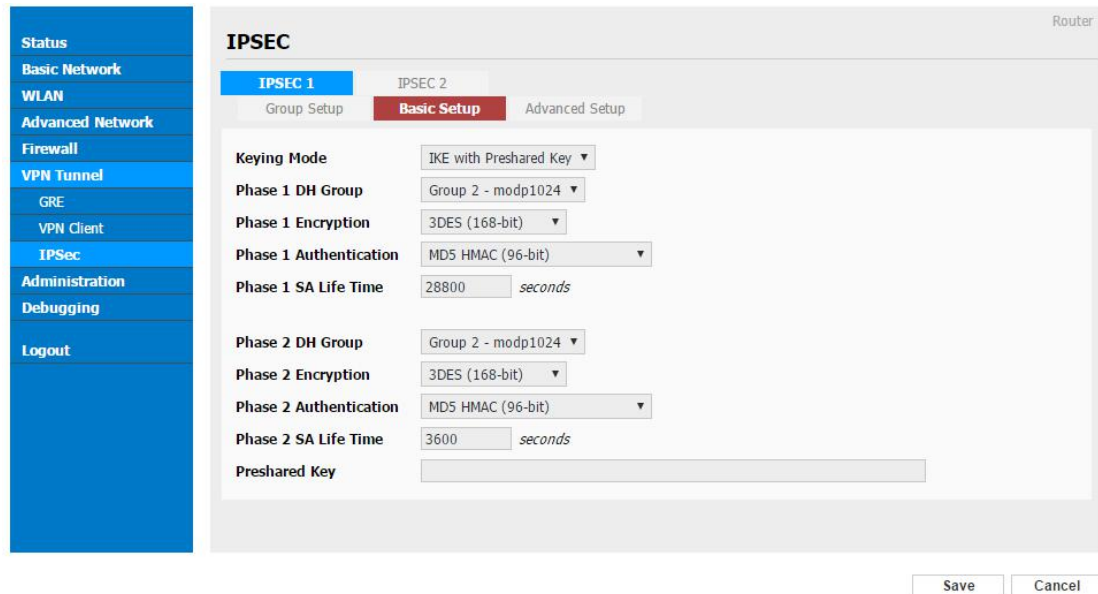 Router
Status
Basic Network
WLAN
Advanced Network
Firewall
VPN Tunnel
GRE
VPN Client
IPSec
Administration
Debugging
Logout
IPSEC
IPSEC 1 IPSEC 2
Group Setup Basic Setup Advanced Setup
Keying Mode IKE with Preshared Key
Phase 1 DH Group Group 2 - modp1024
Phase 1 Encryption 3DES (168-bit)
Phase 1 Authentication MD5 HMAC (96-bit)
Phase 1 SA Life Time 28800 seconds
Phase 2 DH Group Group 2 - modp1024
Phase 2 Encryption 3DES (168-bit)
Phase 2 Authentication MD5 HMAC (96-bit)
Phase 2 SA Life Time 3600 seconds
Preshared Key
Save Cancel